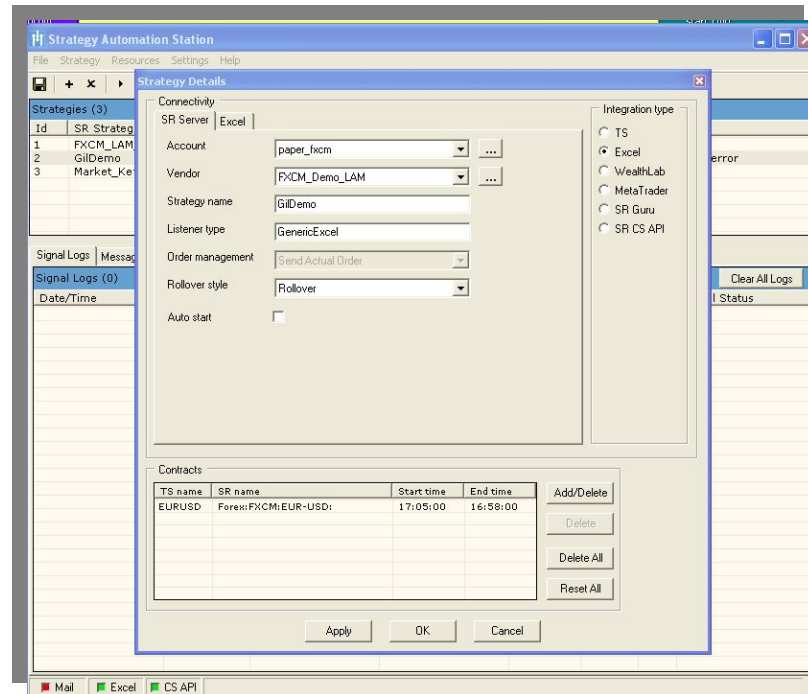 Strategy Automation Station
File Strategy Resources Settings Help
Strategy Details
Strategies (3)
Id SR Strateg
1 FXCM_LAM
2 GilDemo error
3 Market_Ke
Connectivity
SR Server Excel
Account paper_fxcm ...
Vendor FXCM_Demo_LAM ...
Strategy name GilDemo
Listener type GenericExcel
Order management Send Actual Order
Rollover style Rollover
Auto start
Integration type
TS
Excel
WealthLab
MetaTrader
SR Guru
SR CS API
Signal Logs Messag
Signal Logs (0) Clear All Logs
Date/Time l Status
Contracts
TS name SR name Start time End time
EURUSD Forex:FXCM:EUR-USD: 17:05:00 16:58:00
Add/Delete
Delete
Delete All
Reset All
Apply OK Cancel
Mail Excel CS API